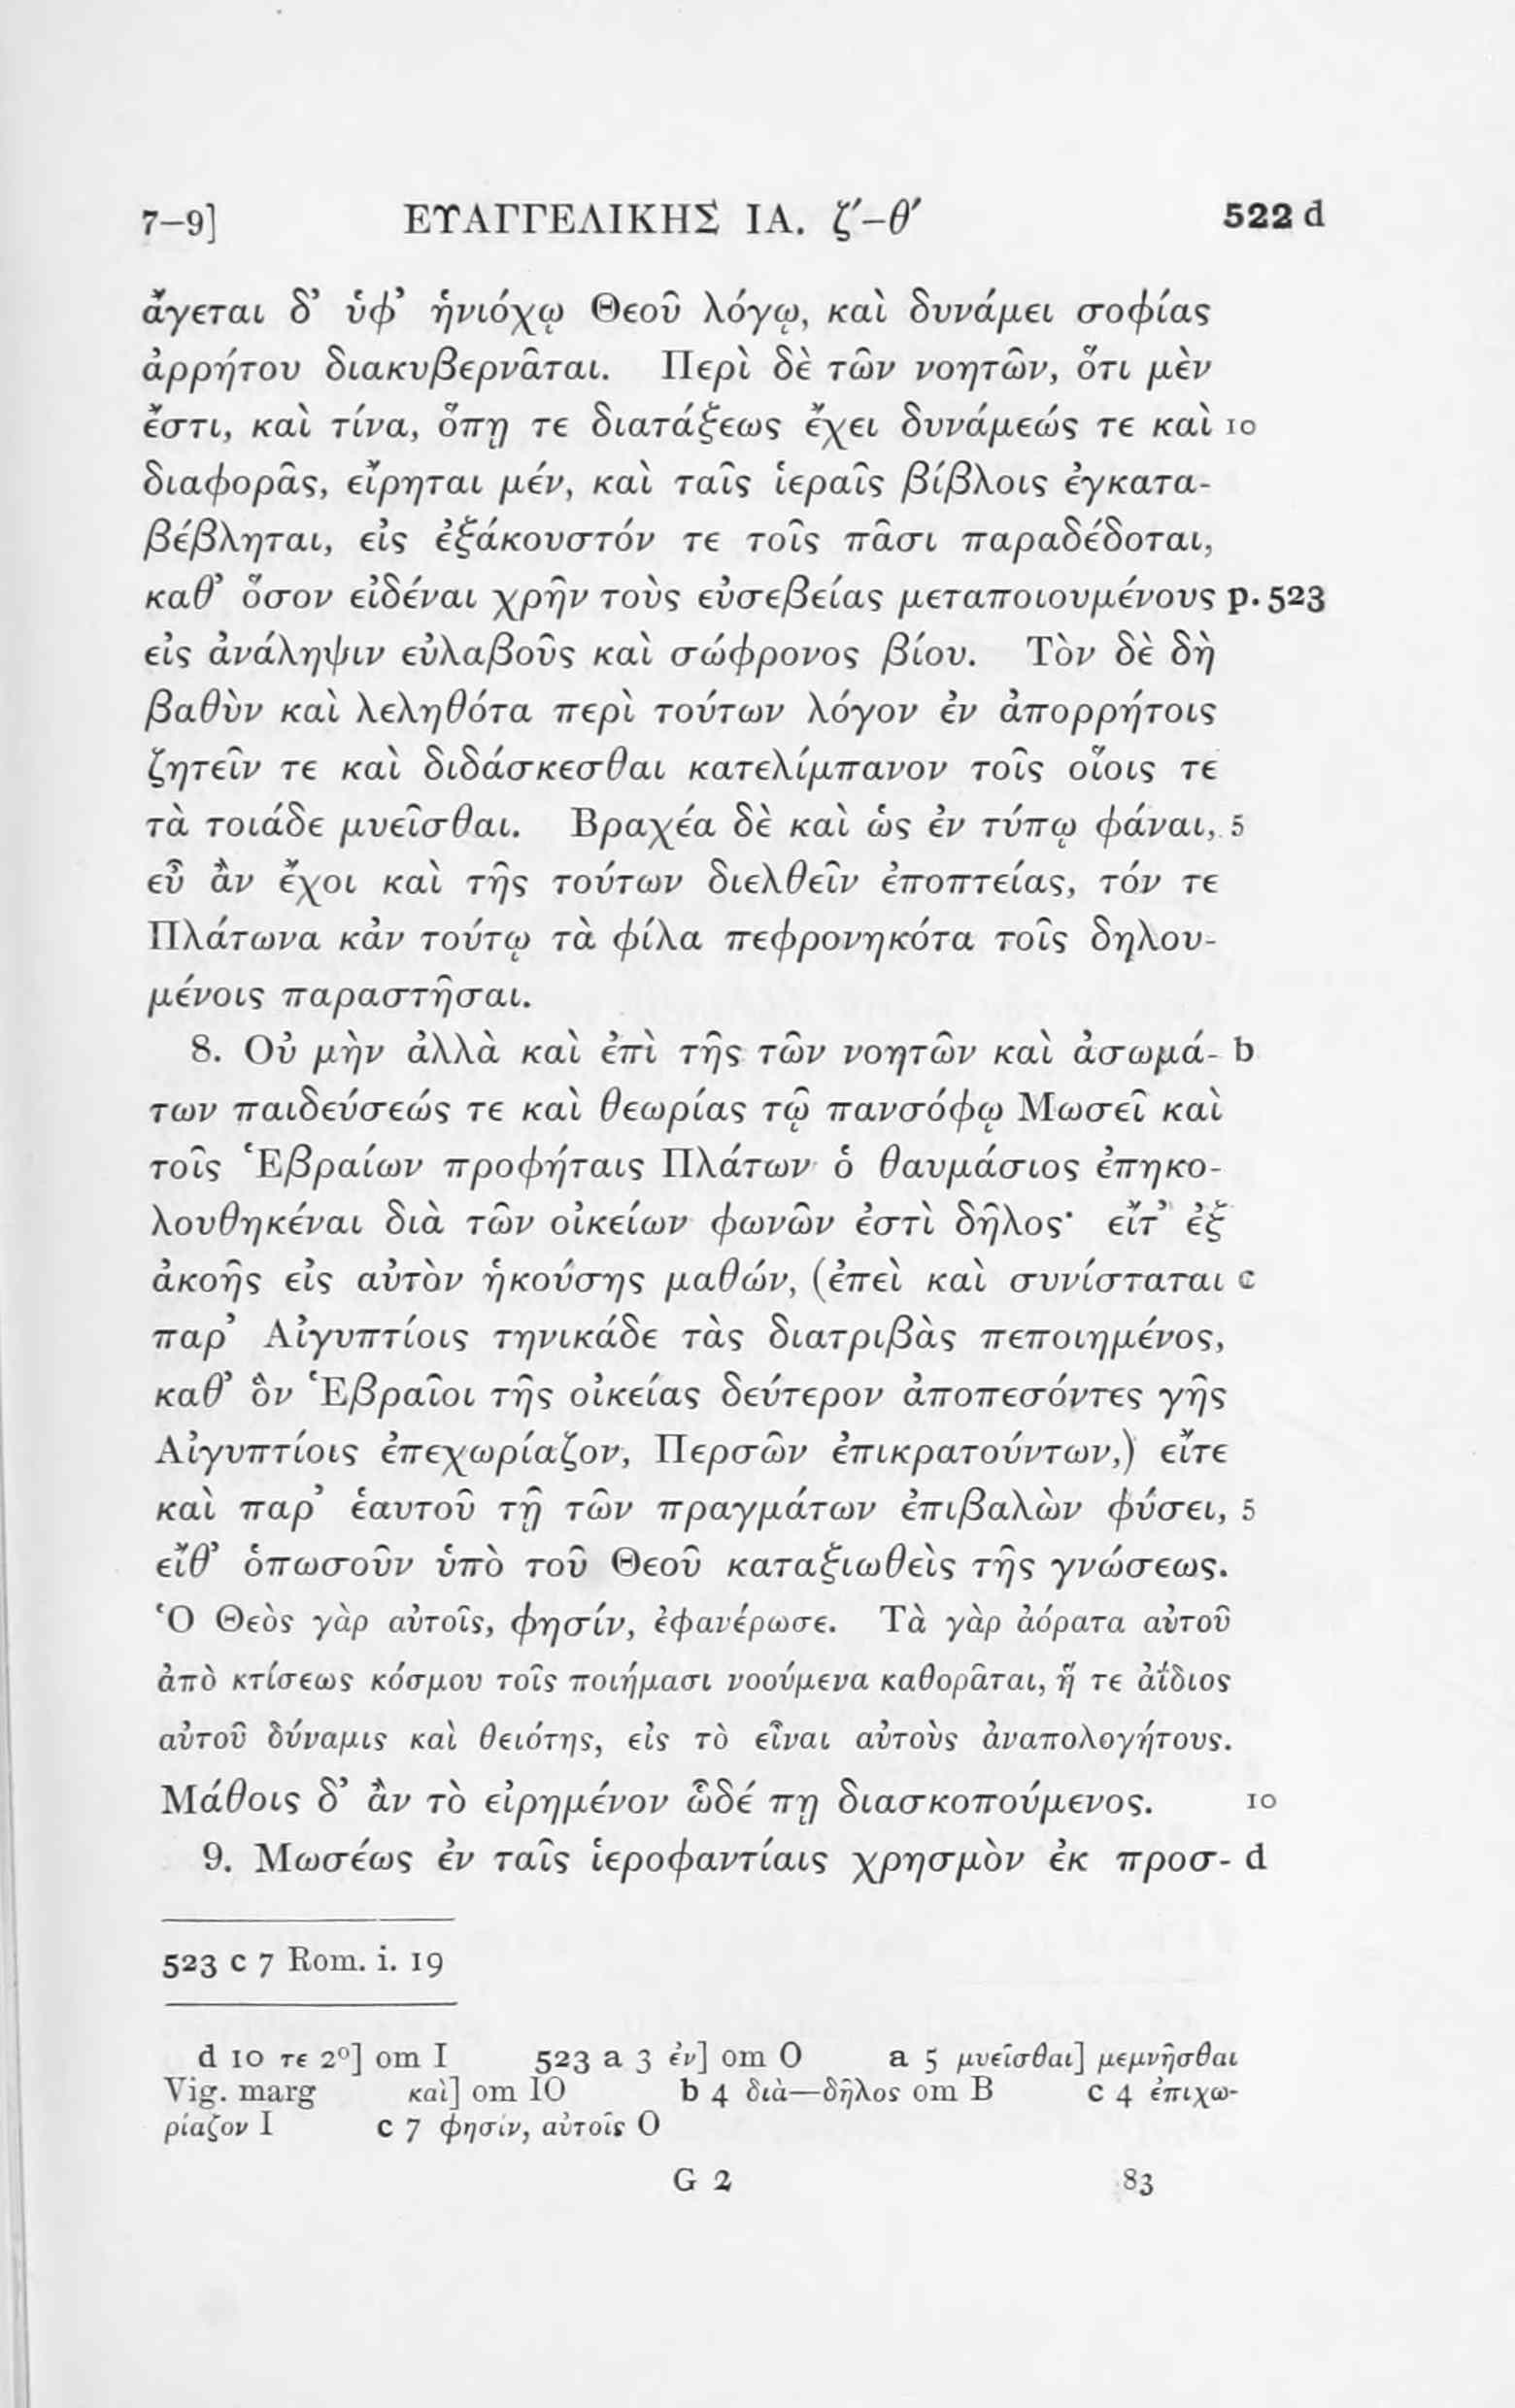 7–9] ΕΥΑΓΓΕΛΙΚΗΣ ΙΑ. ζ′–θ′ 522 d
ἄγεται δ’ ὑφ’ ἡνιόχῳ Θεοῦ λόγῳ, καὶ δυνάμει σοφίας
ἀρρήτου διακυβερνᾶται. Περὶ δὲ τῶν νοητῶν, ὅτι μὲν
ἔστι, καὶ τίνα, ὅπῃ τε διατάξεως ἔχει δυνάμεώς τε καὶ 10
διαφορᾶς, εἴρηται μέν, καὶ ταῖς ἱεραῖς βίβλοις ἐγκατα-
βέβληται, εἰς ἐξάκουστόν τε τοῖς πᾶσι παραδέδοται,
καθ’ ὅσον εἰδέναι χρῆν τοὺς εὐσεβείας μεταποιουμένους p. 523
εἰς ἀνάληψιν εὐλαβοῦς καὶ σώφρονος βίου. Τὸν δὲ δὴ
βαθὺν καὶ λεληθότα περὶ τούτων λόγον ἐν ἀπορρήτοις
ζητεῖν τε καὶ διδάσκεσθαι κατελίμπανον τοῖς οἵοις τε
τὰ τοιάδε μυεῖσθαι. Βραχέα δὲ καὶ ὡς ἐν τύπῳ φάναι, 5
εὖ ἂν ἔχοι καὶ τῆς τούτων διελθεῖν ἐποπτείας, τόν τε
Πλάτωνα κἀν τούτῳ τὰ φίλα πεφρονηκότα τοῖς δηλου-
μένοις παραστῆσαι.
8. Οὐ μὴν ἀλλὰ καὶ ἐπὶ τῆς τῶν νοητῶν καὶ ἀσωμά- b
των παιδεύσεώς τε καὶ θεωρίας τῷ πανσόφῳ Μωσεῖ καὶ
τοῖς Ἑβραίων προφήταις Πλάτων ὁ θαυμάσιος ἐπηκο-
λουθηκέναι διὰ τῶν οἰκείων φωνῶν ἐστὶ δῆλος· εἴτ’ ἐξ
ἀκοῆς εἰς αὐτὸν ἡκούσης μαθών, (ἐπεὶ καὶ συνίσταται c
παρ’ Αἰγυπτίοις τηνικάδε τὰς διατριβὰς πεποιημένος,
καθ’ ὃν Ἑβραῖοι τῆς οἰκείας δεύτερον ἀποπεσόντες γῆς
Αἰγυπτίοις ἐπεχωρίαζον, Περσῶν ἐπικρατούντων,) εἴτε
καὶ παρ’ ἑαυτοῦ τῇ τῶν πραγμάτων ἐπιβαλὼν φύσει, 5
εἴθ’ ὁπωσοῦν ὑπὸ τοῦ Θεοῦ καταξιωθεὶς τῆς γνώσεως.
Ὁ Θεὸς γὰρ αὐτοῖς, φησίν, ἐφανέρωσε. Τὰ γὰρ ἀόρατα αὐτοῦ
ἀπὸ κτίσεως κόσμου τοῖς ποιήμασι νοούμενα καθορᾶται, ἥ τε ἀΐδιος
αὐτοῦ δύναμις καὶ θειότης, εἰς τὸ εἶναι αὐτοὺς ἀναπολογήτους.
Μάθοις δ’ ἂν τὸ εἰρημένον ὧδέ πῃ διασκοπούμενος. 10
9. Μωσέως ἐν ταῖς ἱεροφαντίαις χρησμὸν ἐκ προσ- d
523 c 7 Rom. i. 19
d 10 τε 2º] om I 523 a 3 ἐν] om O a 5 μυεῖσθαι] μεμνῆσθαι
Vig. marg καὶ] om IO b 4 διὰ—δῆλος om B c 4 ἐπιχω-
ρίαζον I c 7 φησίν, αὐτοῖς O
G 2 83